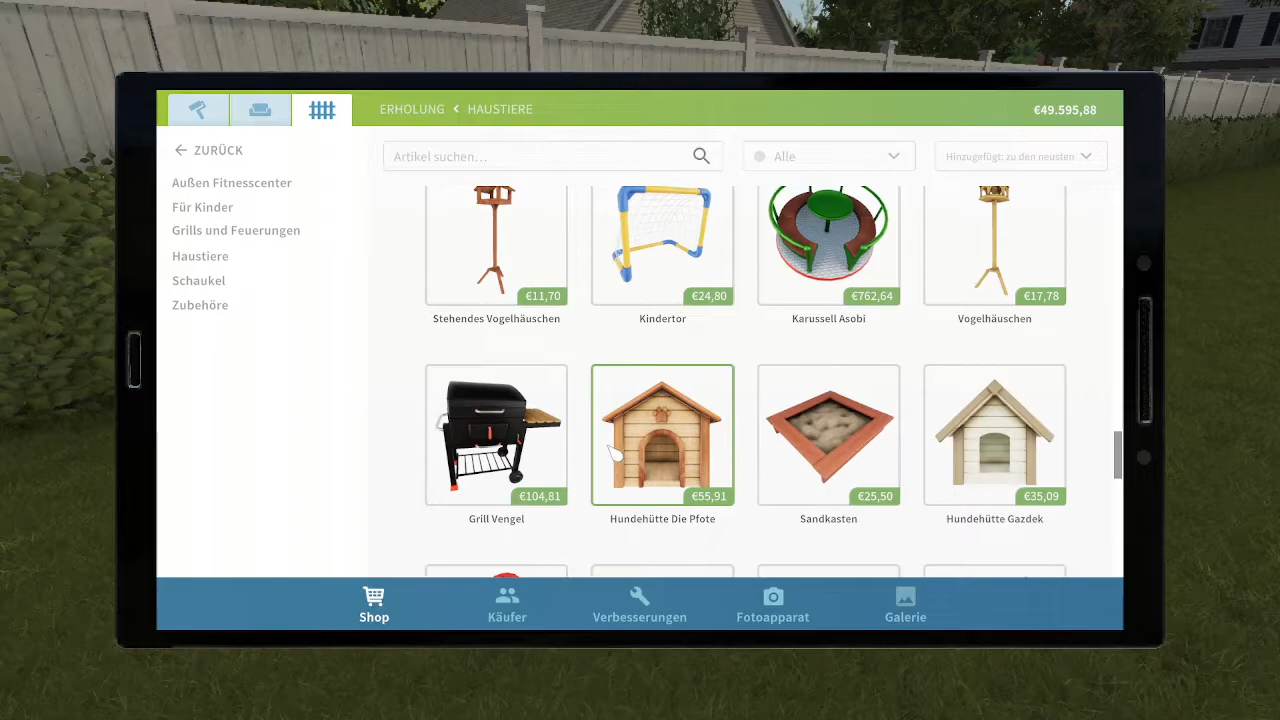 ERHOLUNG < HAUSTIERE
€49.595,88
ZURÜCK
Artikel suchen...
Alle
Hinzugefügt: zu den neusten
Außen Fitnesscenter
Für Kinder
Grills und Feuerungen
Haustiere
Schaukel
Zubehöre
€11,70
€24,80
€762,64
€17,78
Stehendes Vogelhäuschen
Kindertor
Karussell Asobi
Vogelhäuschen
€104,81
€55,91
€25,50
€35,09
Grill Vengel
Hundehütte Die Pfote
Sandkasten
Hundehütte Gazdek
Shop
Käufer
Verbesserungen
Fotoapparat
Galerie